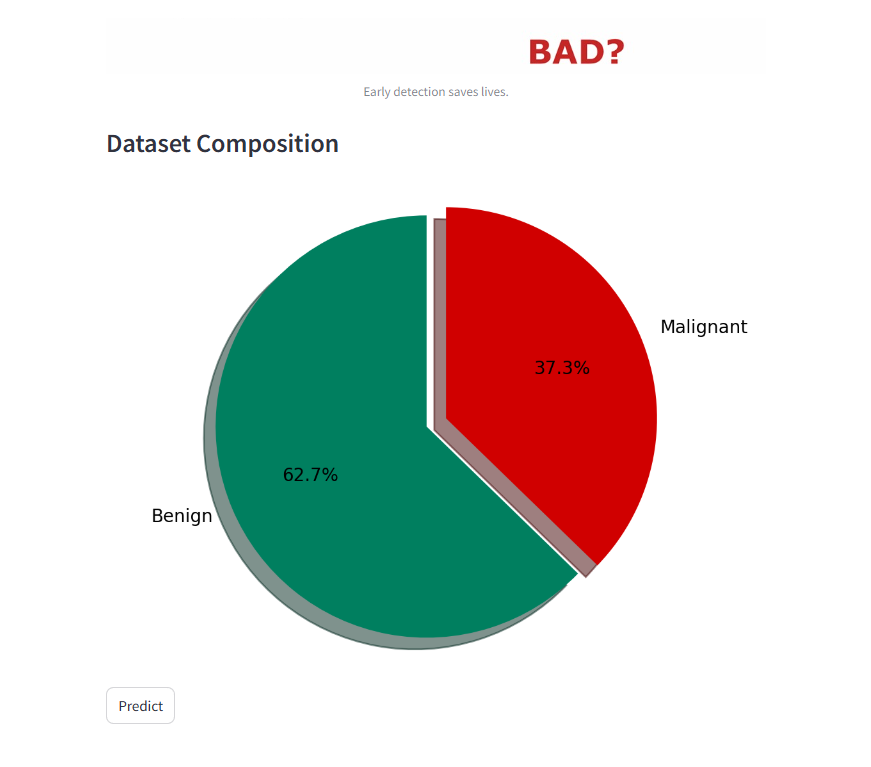 BAD?
Early detection saves lives.
Dataset Composition
Malignant
37.3%
62.7%
Benign
Predict